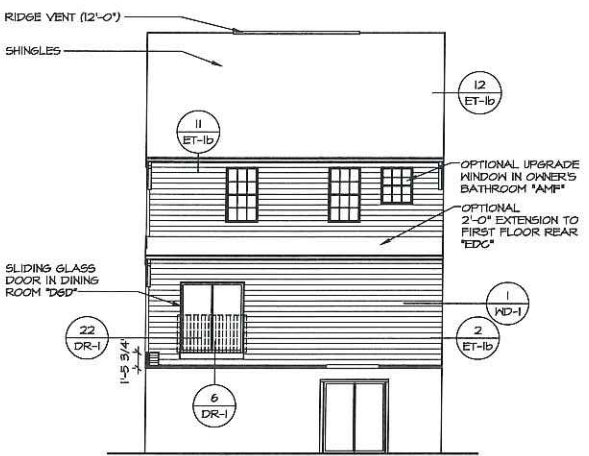 RIDGE VENT (12'-0")
SHINGLES
12
ET-1b
11
ET-1b
OPTIONAL UPGRADE
WINDOW IN OWNER'S
BATHROOM "AMF"
OPTIONAL
2'-0" EXTENSION TO
FIRST FLOOR REAR
"EDC"
SLIDING GLASS
DOOR IN DINING
ROOM "DGD"
1
WD-1
22
DR-1
2
ET-1b
1'-5 3/4"
6
DR-1